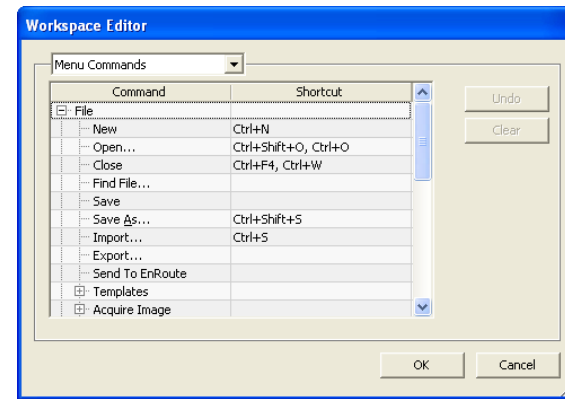 Workspace Editor
Menu Commands
Command Shortcut
File
New Ctrl+N
Open... Ctrl+Shift+O, Ctrl+O
Close Ctrl+F4, Ctrl+W
Find File...
Save
Save As... Ctrl+Shift+S
Import... Ctrl+S
Export...
Send To EnRoute
Templates
Acquire Image
Undo
Clear
OK Cancel